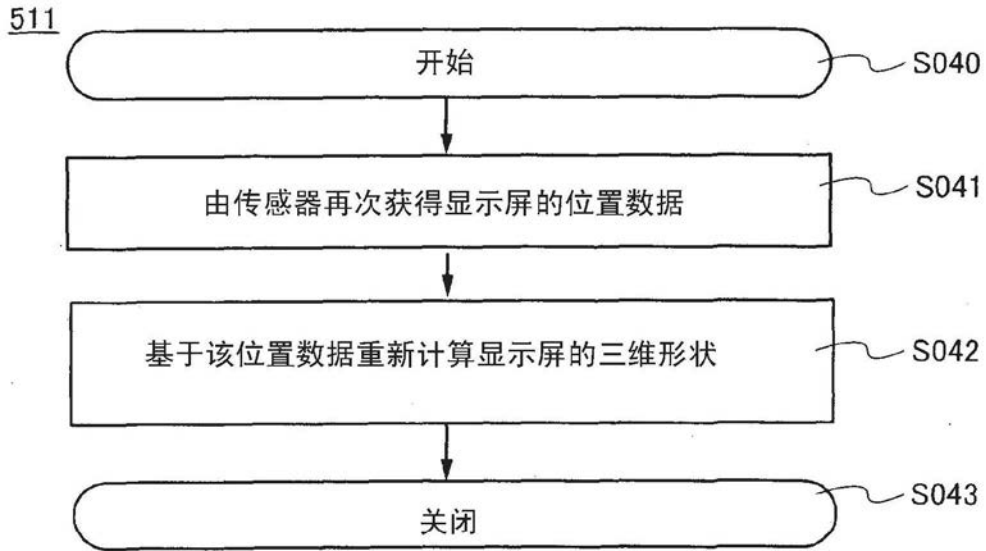 511
开始
S040
由传感器再次获得显示屏的位置数据
S041
基于该位置数据重新计算显示屏的三维形状
S042
关闭
S043